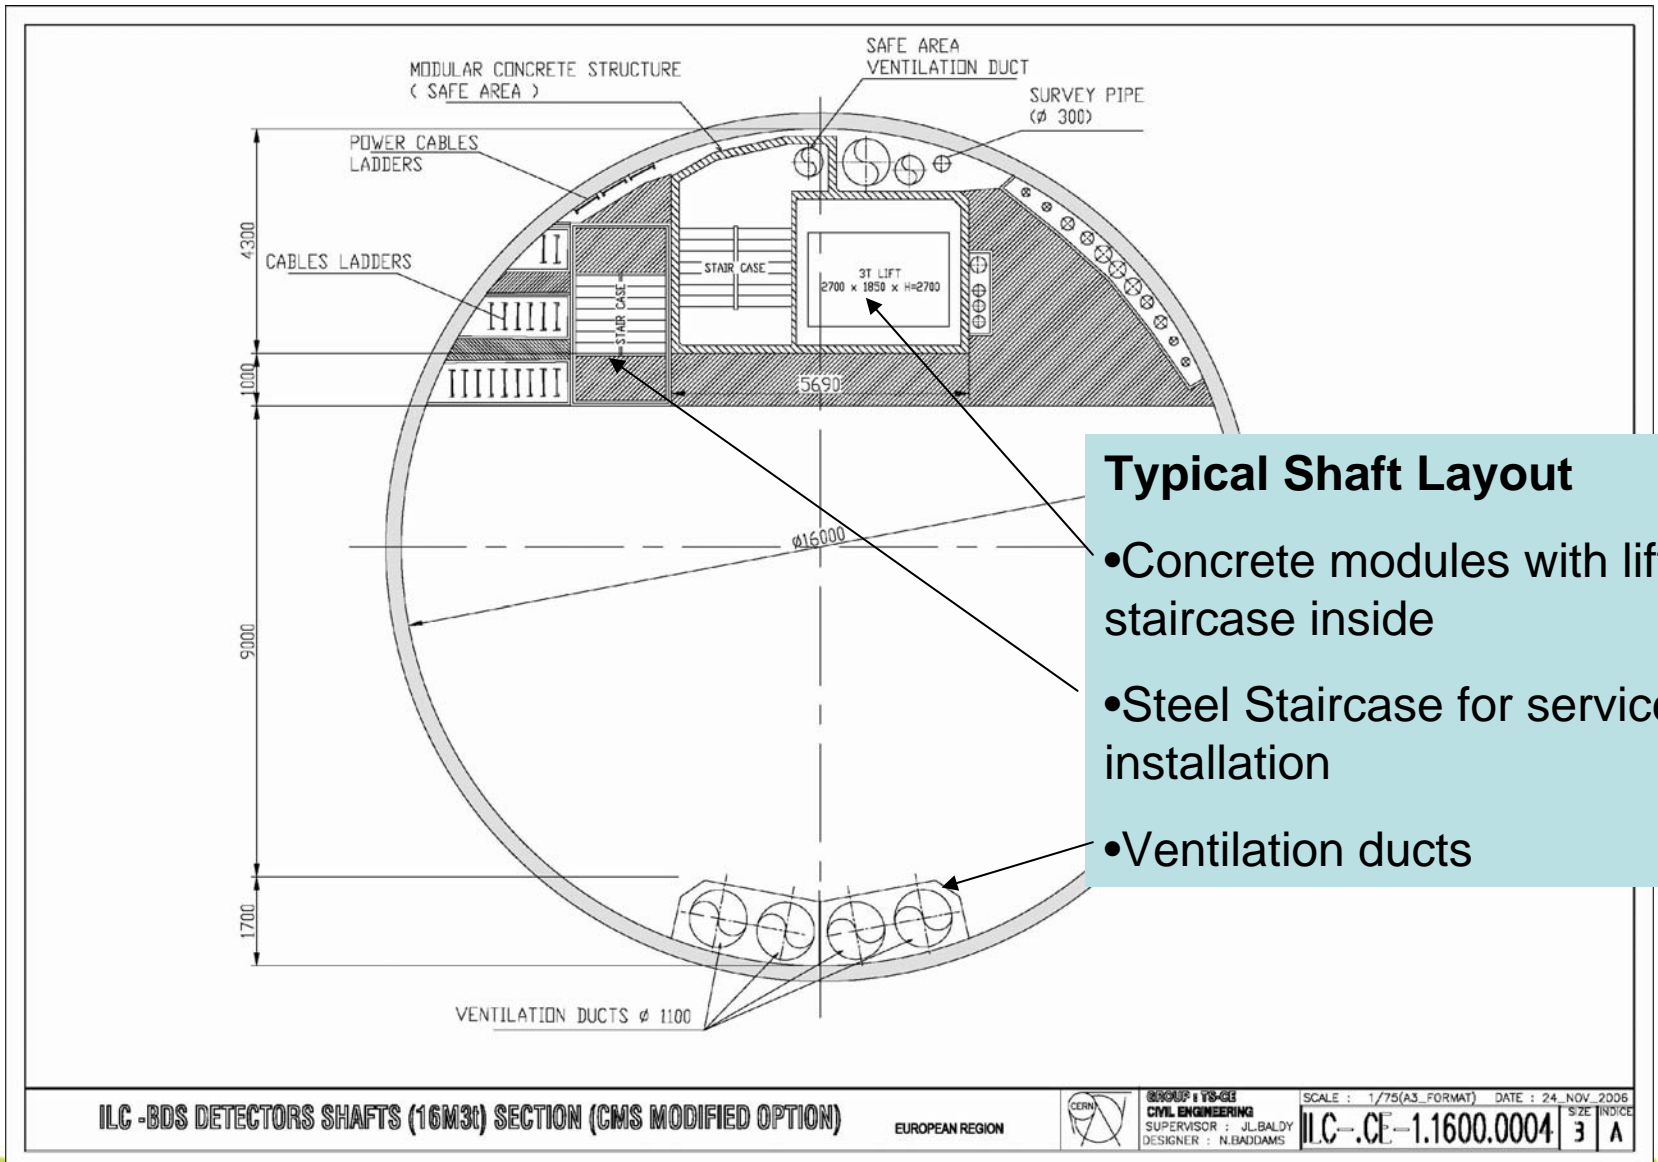 SAFE AREA
VENTILATION DUCT
MODULAR CONCRETE STRUCTURE
( SAFE AREA )
SURVEY PIPE
(Ø 300)
POWER CABLES
LADDERS
4300
CABLES LADDERS
STAIR CASE
3T LIFT
2700 x 1850 x H=2700
STAIR CASE
1000
5690
Typical Shaft Layout
•Concrete modules with lif
staircase inside
•Steel Staircase for service
installation
•Ventilation ducts
Ø16000
9000
1700
VENTILATION DUCTS Ø 1100
ILC -BDS DETECTORS SHAFTS (16M3t) SECTION (CMS MODIFIED OPTION)
EUROPEAN REGION
CERN
GROUP : TS-CE
CIVIL ENGINEERING
SUPERVISOR : JL.BALDY
DESIGNER : N.BADDAMS
SCALE : 1/75(A3_FORMAT) DATE : 24_NOV_2006
ILC-.CE-1.1600.0004
SIZE
3
INDICE
A